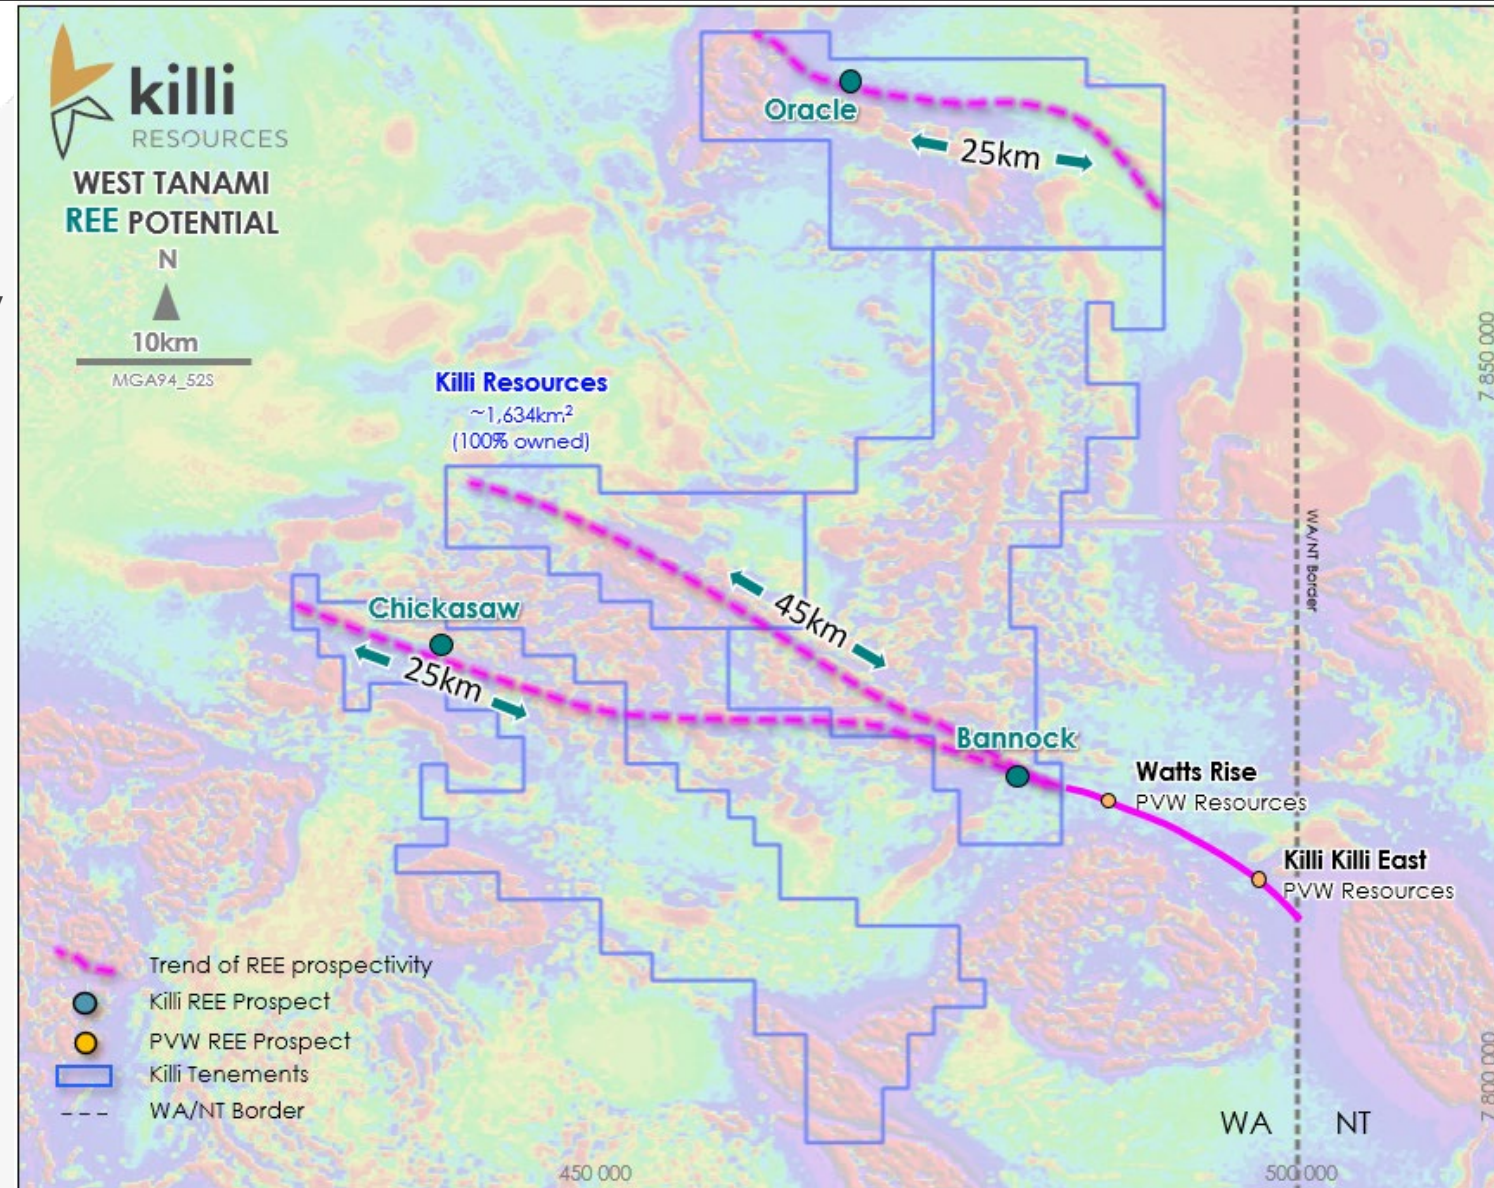 killi
RESOURCES
WEST TANAMI
REE POTENTIAL
N
10km
MGA94_52S
Oracle
25km
7 850 000
Killi Resources
~1,634km²
(100% owned)
WA/NT Border
45km
Chickasaw
25km
Bannock
Watts Rise
PVW Resources
Killi Killi East
PVW Resources
Trend of REE prospectivity
Killi REE Prospect
PVW REE Prospect
Killi Tenements
WA/NT Border
WA
NT
7 800 000
450 000
500 000